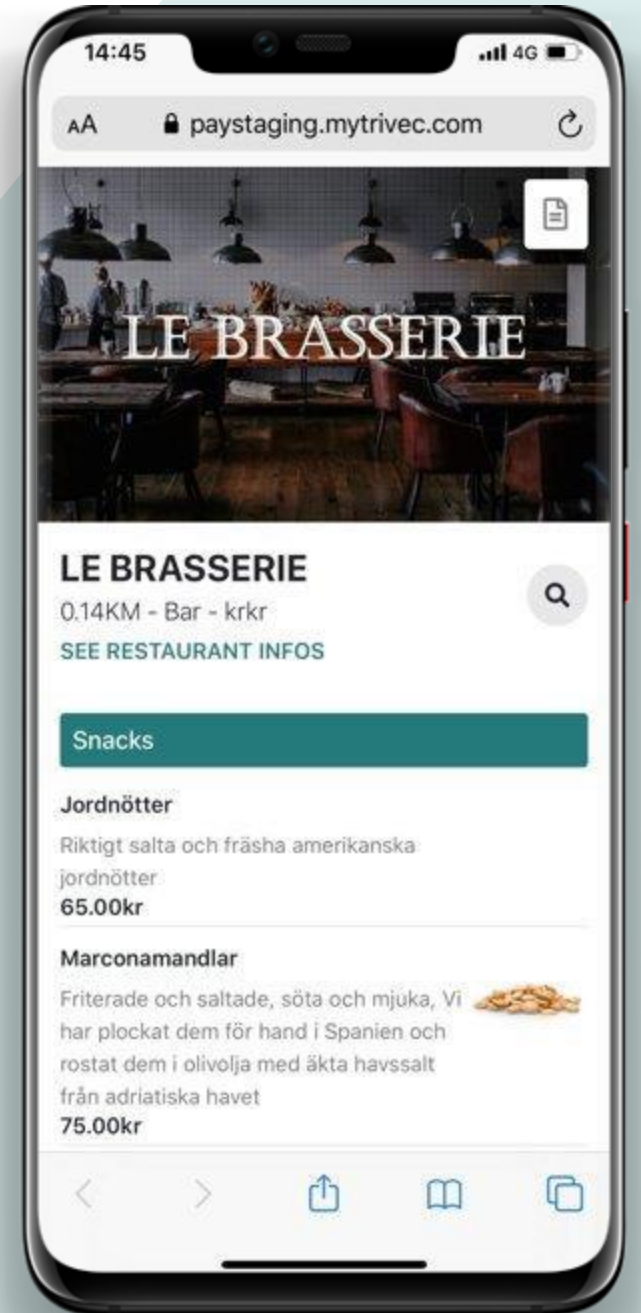 14:45
4G
AA paystaging.mytrivec.com
LE BRASSERIE
LE BRASSERIE
0.14KM - Bar - krkr
SEE RESTAURANT INFOS
Snacks
Jordnötter
Riktigt salta och fräsha amerikanska
jordnötter
65.00kr
Marconamandlar
Friterade och saltade, söta och mjuka, Vi
har plockat dem för hand i Spanien och
rostat dem i olivolja med äkta havssalt
från adriatiska havet
75.00kr